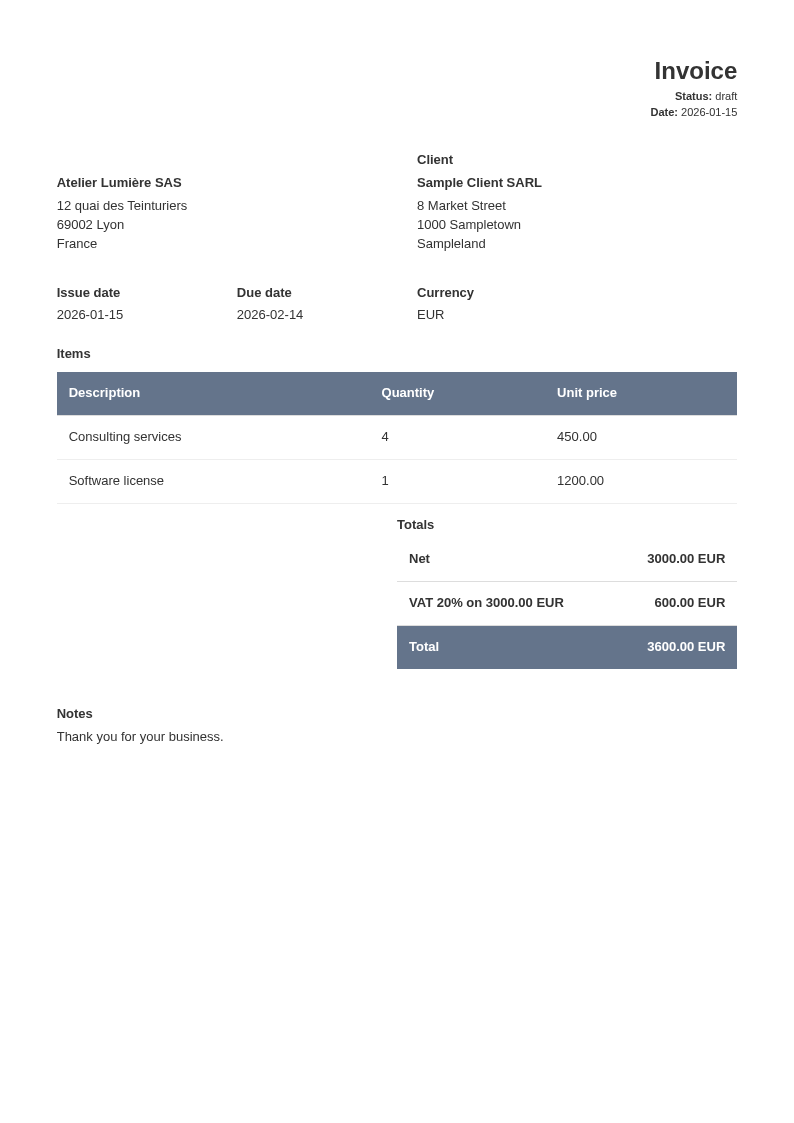 Invoice
Status: draft
Date: 2026-01-15
Client
Atelier Lumière SAS
Sample Client SARL
12 quai des Teinturiers
8 Market Street
69002 Lyon
1000 Sampletown
France
Sampleland
Issue date
Due date
Currency
2026-01-15
2026-02-14
EUR
Items
Description Quantity Unit price
Consulting services 4 450.00
Software license 1 1200.00
Totals
Net 3000.00 EUR
VAT 20% on 3000.00 EUR 600.00 EUR
Total 3600.00 EUR
Notes
Thank you for your business.